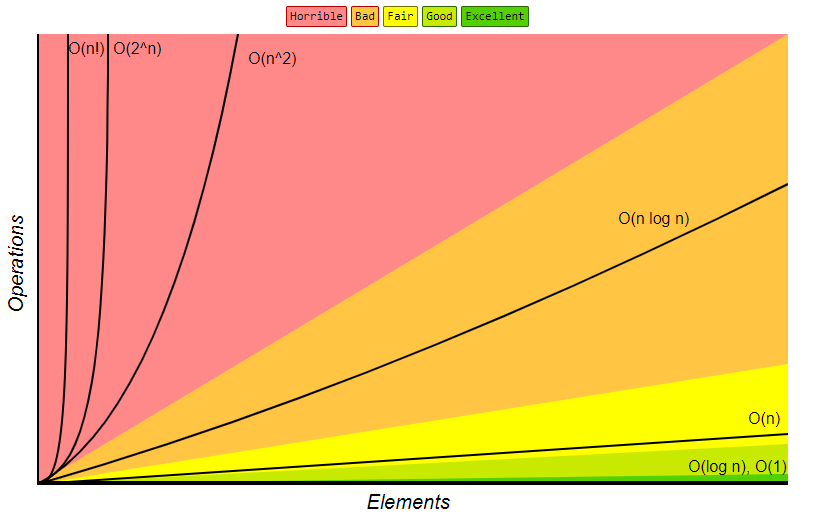 Horrible Bad Fair Good Excellent
O(n!) O(2^n)
O(n^2)
O(n log n)
Operations
O(n)
O(log n), O(1)
Elements